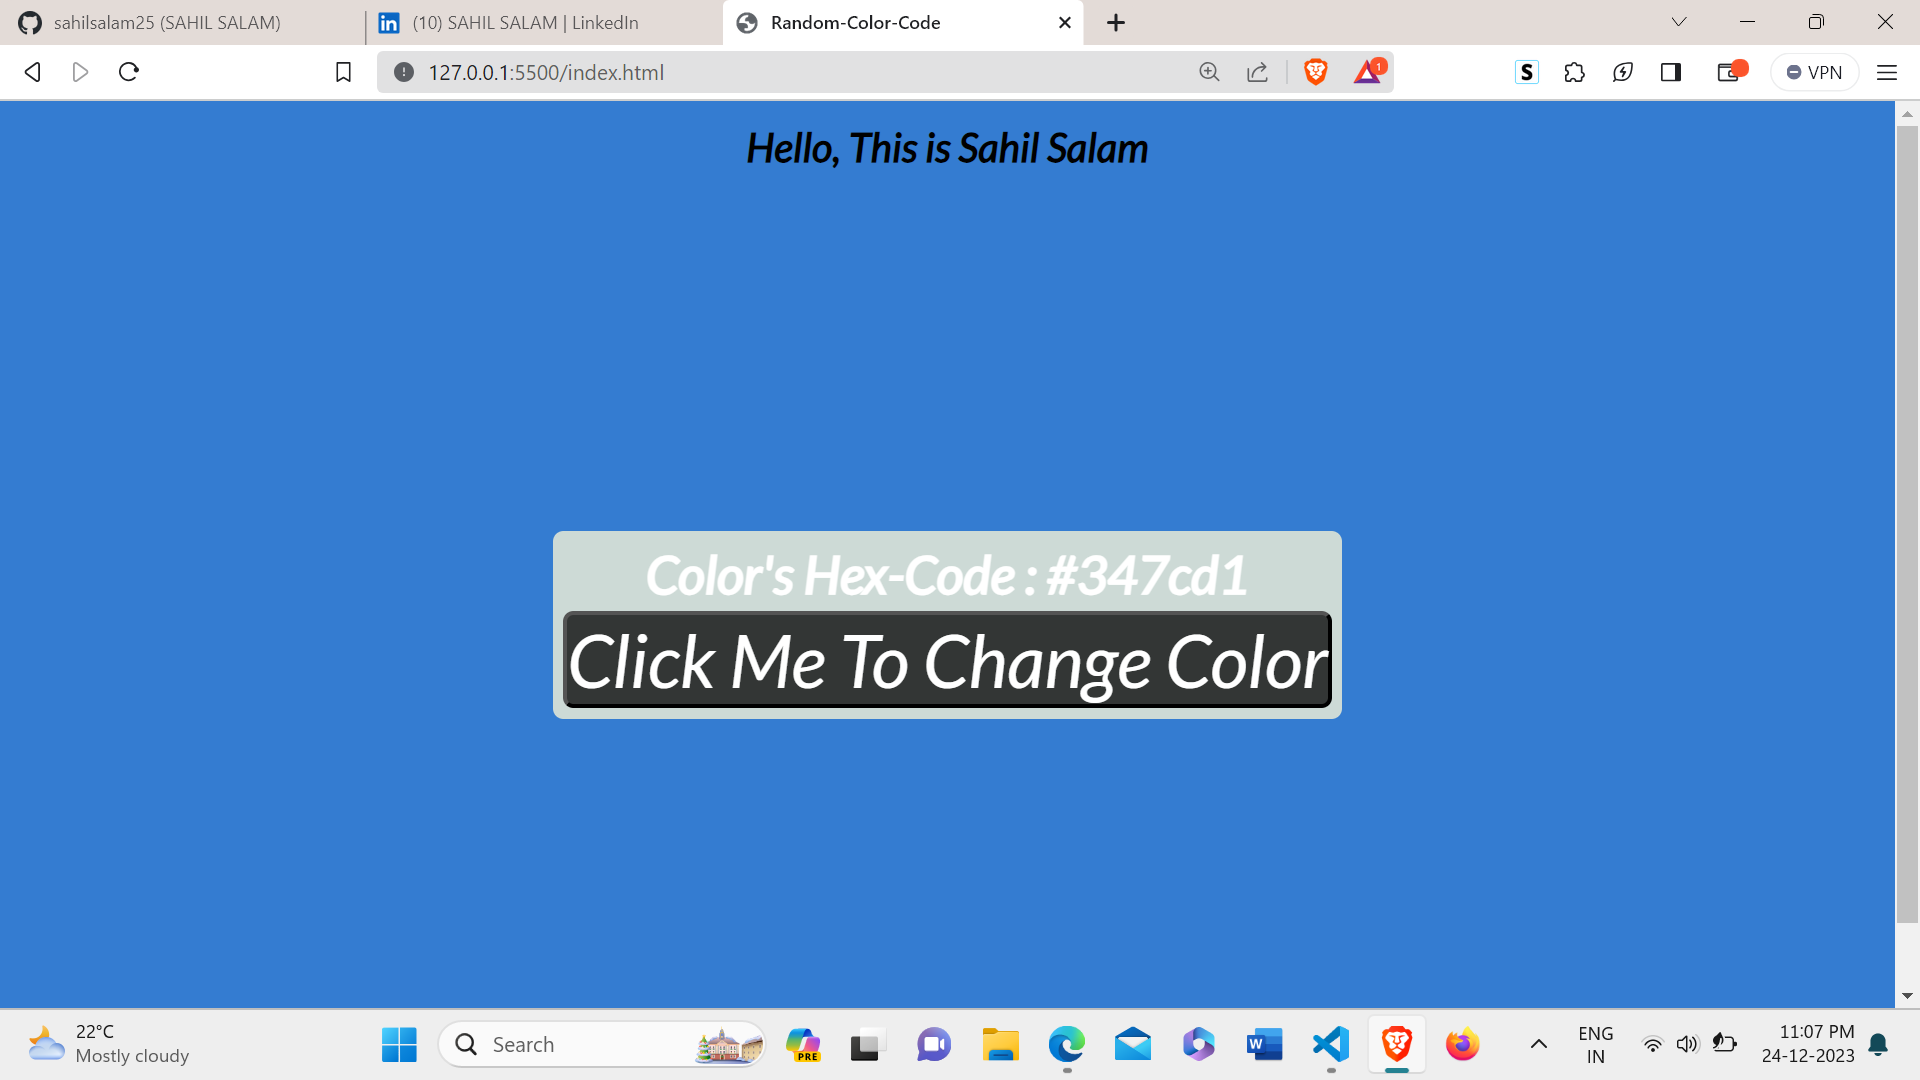 sahilsalam25 (SAHIL SALAM)
(10) SAHIL SALAM | LinkedIn
Random-Color-Code
127.0.0.1:5500/index.html
1
S
VPN
Hello, This is Sahil Salam
Color's Hex-Code : #347cd1
Click Me To Change Color
22°C
Mostly cloudy
Search
PRE
W
ENG
IN
11:07 PM
24-12-2023